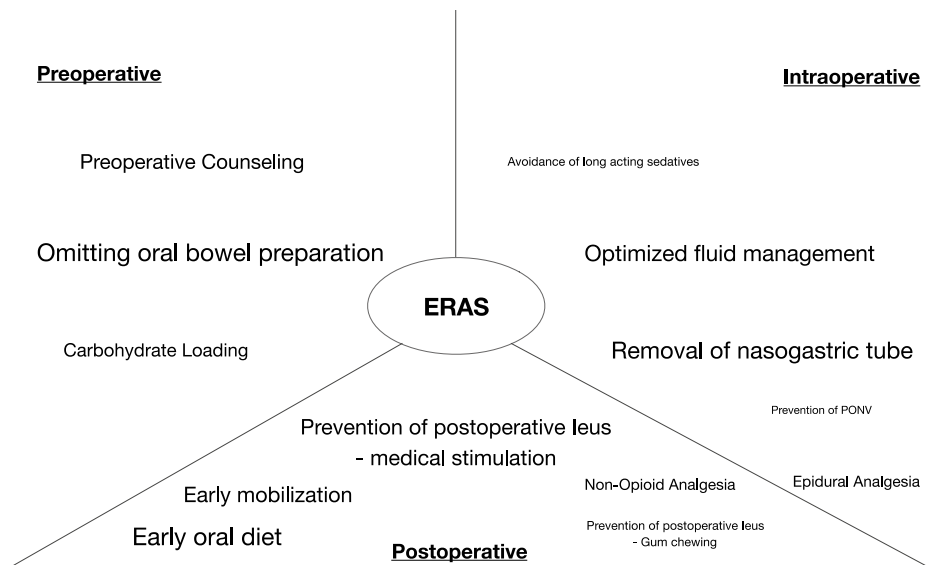 Preoperative
Intraoperative
Preoperative Counseling
Avoidance of long acting sedatives
Omitting oral bowel preparation
Optimized fluid management
ERAS
Carbohydrate Loading
Removal of nasogastric tube
Prevention of PONV
Prevention of postoperative leus
- medical stimulation
Epidural Analgesia
Non-Opioid Analgesia
Early mobilization
Prevention of postoperative leus
- Gum chewing
Early oral diet
Postoperative